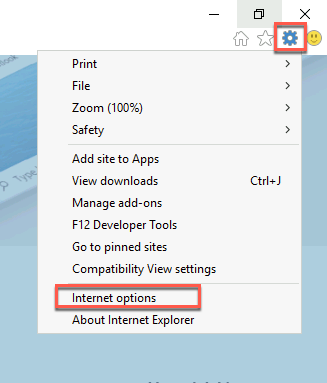 Print
File
Zoom (100%)
Safety
Add site to Apps
View downloads Ctrl+J
Manage add-ons
F12 Developer Tools
Go to pinned sites
Compatibility View settings
Internet options
About Internet Explorer